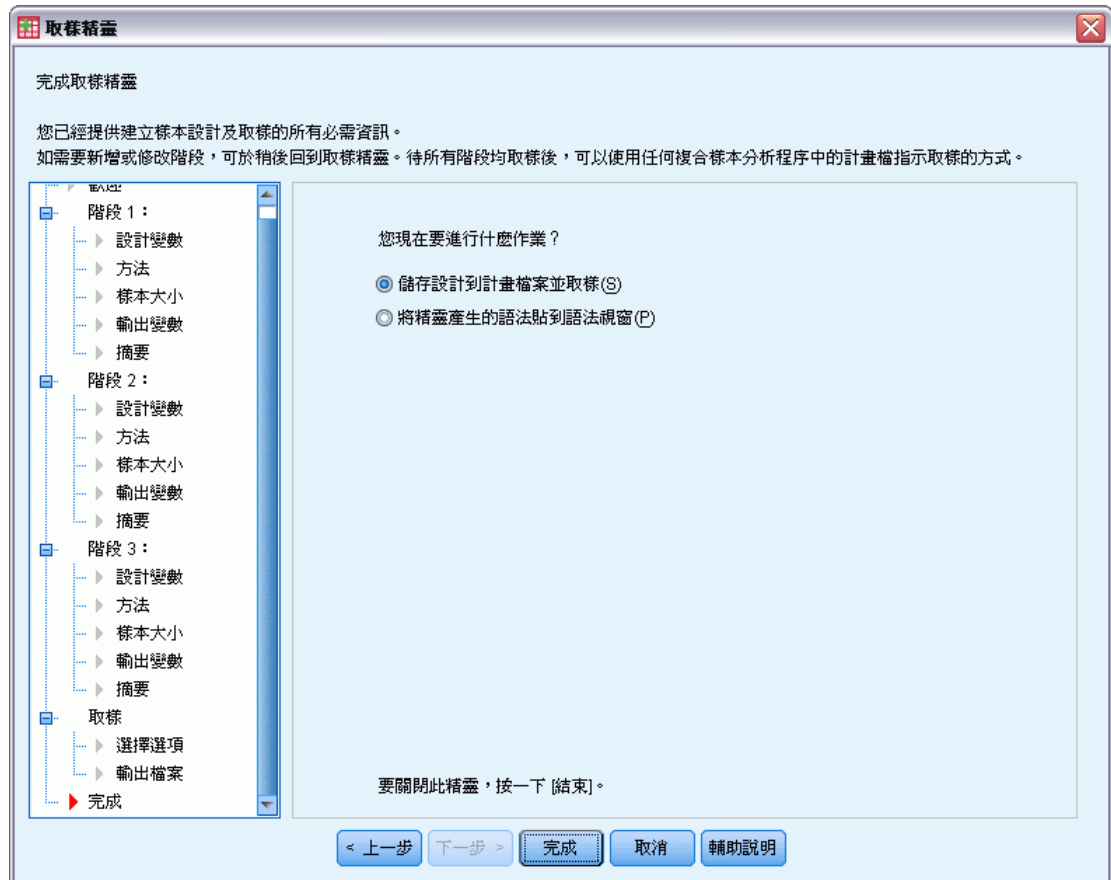 取樣精靈
完成取樣精靈
您已經提供建立樣本設計及取樣的所有必需資訊。
如需要新增或修改階段，可於稍後回到取樣精靈。待所有階段均取樣後，可以使用任何複合樣本分析程序中的計畫檔指示取樣的方式。
歡迎
階段 1：
設計變數
方法
樣本大小
輸出變數
摘要
階段 2：
設計變數
方法
樣本大小
輸出變數
摘要
階段 3：
設計變數
方法
樣本大小
輸出變數
摘要
取樣
選擇選項
輸出檔案
完成
您現在要進行什麼作業？
儲存設計到計畫檔案並取樣(S)
將精靈產生的語法貼到語法視窗(P)
要關閉此精靈，按一下 [結束]。
< 上一步 下一步 > 完成 取消 輔助說明